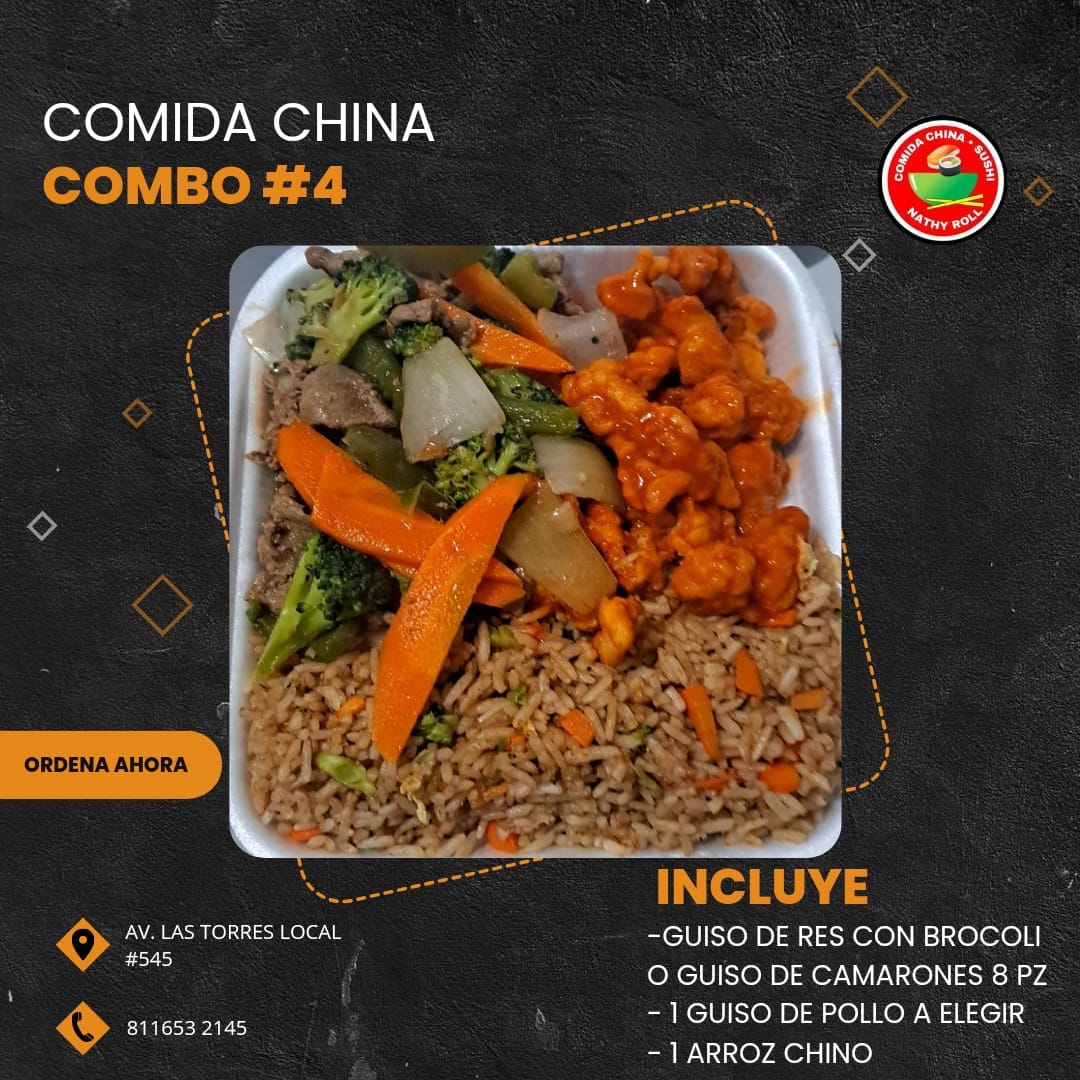 COMIDA CHINA
COMBO #4
COMIDA CHINA • SUSHI
NATHY ROLL
ORDENA AHORA
INCLUYE
-GUISO DE RES CON BROCOLI
O GUISO DE CAMARONES 8 PZ
- 1 GUISO DE POLLO A ELEGIR
- 1 ARROZ CHINO
AV. LAS TORRES LOCAL
#545
811653 2145